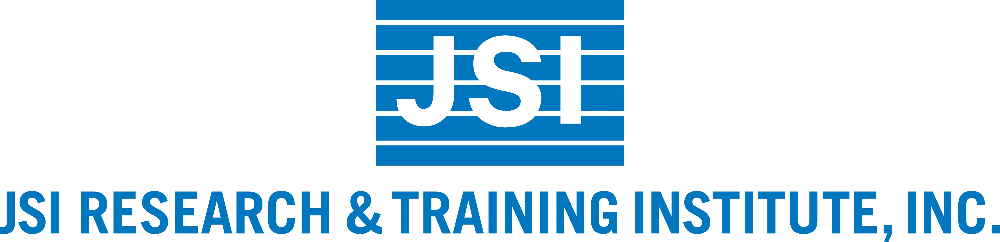 JSI
JSI RESEARCH & TRAINING INSTITUTE, INC.